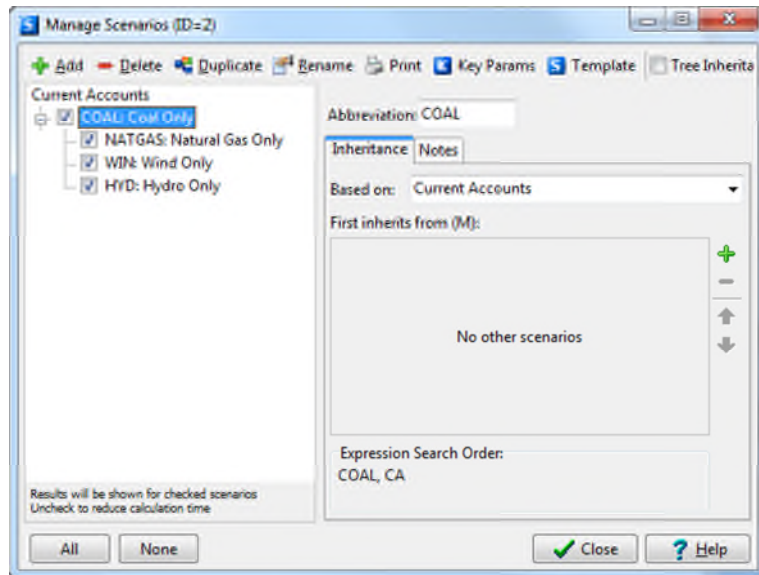 Manage Scenarios (ID=2)
Add Delete Duplicate Rename Print Key Params Template Tree Inherita
Current Accounts
COAL: Coal Only
NATGAS: Natural Gas Only
WIN: Wind Only
HYD: Hydro Only
Results will be shown for checked scenarios
Uncheck to reduce calculation time
All None
Abbreviation: COAL
Inheritance Notes
Based on: Current Accounts
First inherits from (M):
No other scenarios
Expression Search Order:
COAL, CA
Close ? Help